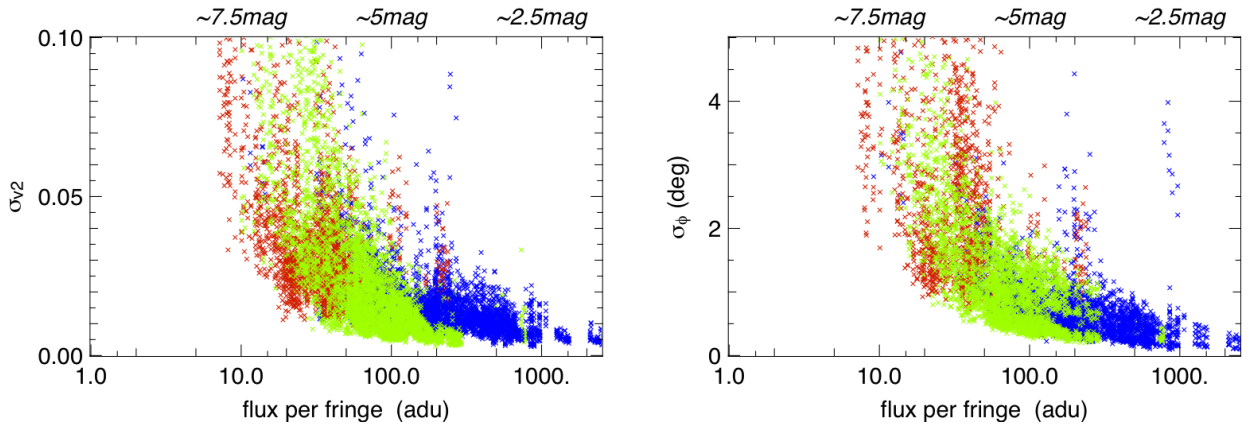 ~7.5mag ~5mag ~2.5mag
0.10
0.05
0.00
σv2
1.0 10.0 100.0 1000.
flux per fringe (adu)
~7.5mag ~5mag ~2.5mag
4
2
0
σϕ (deg)
1.0 10.0 100.0 1000.
flux per fringe (adu)